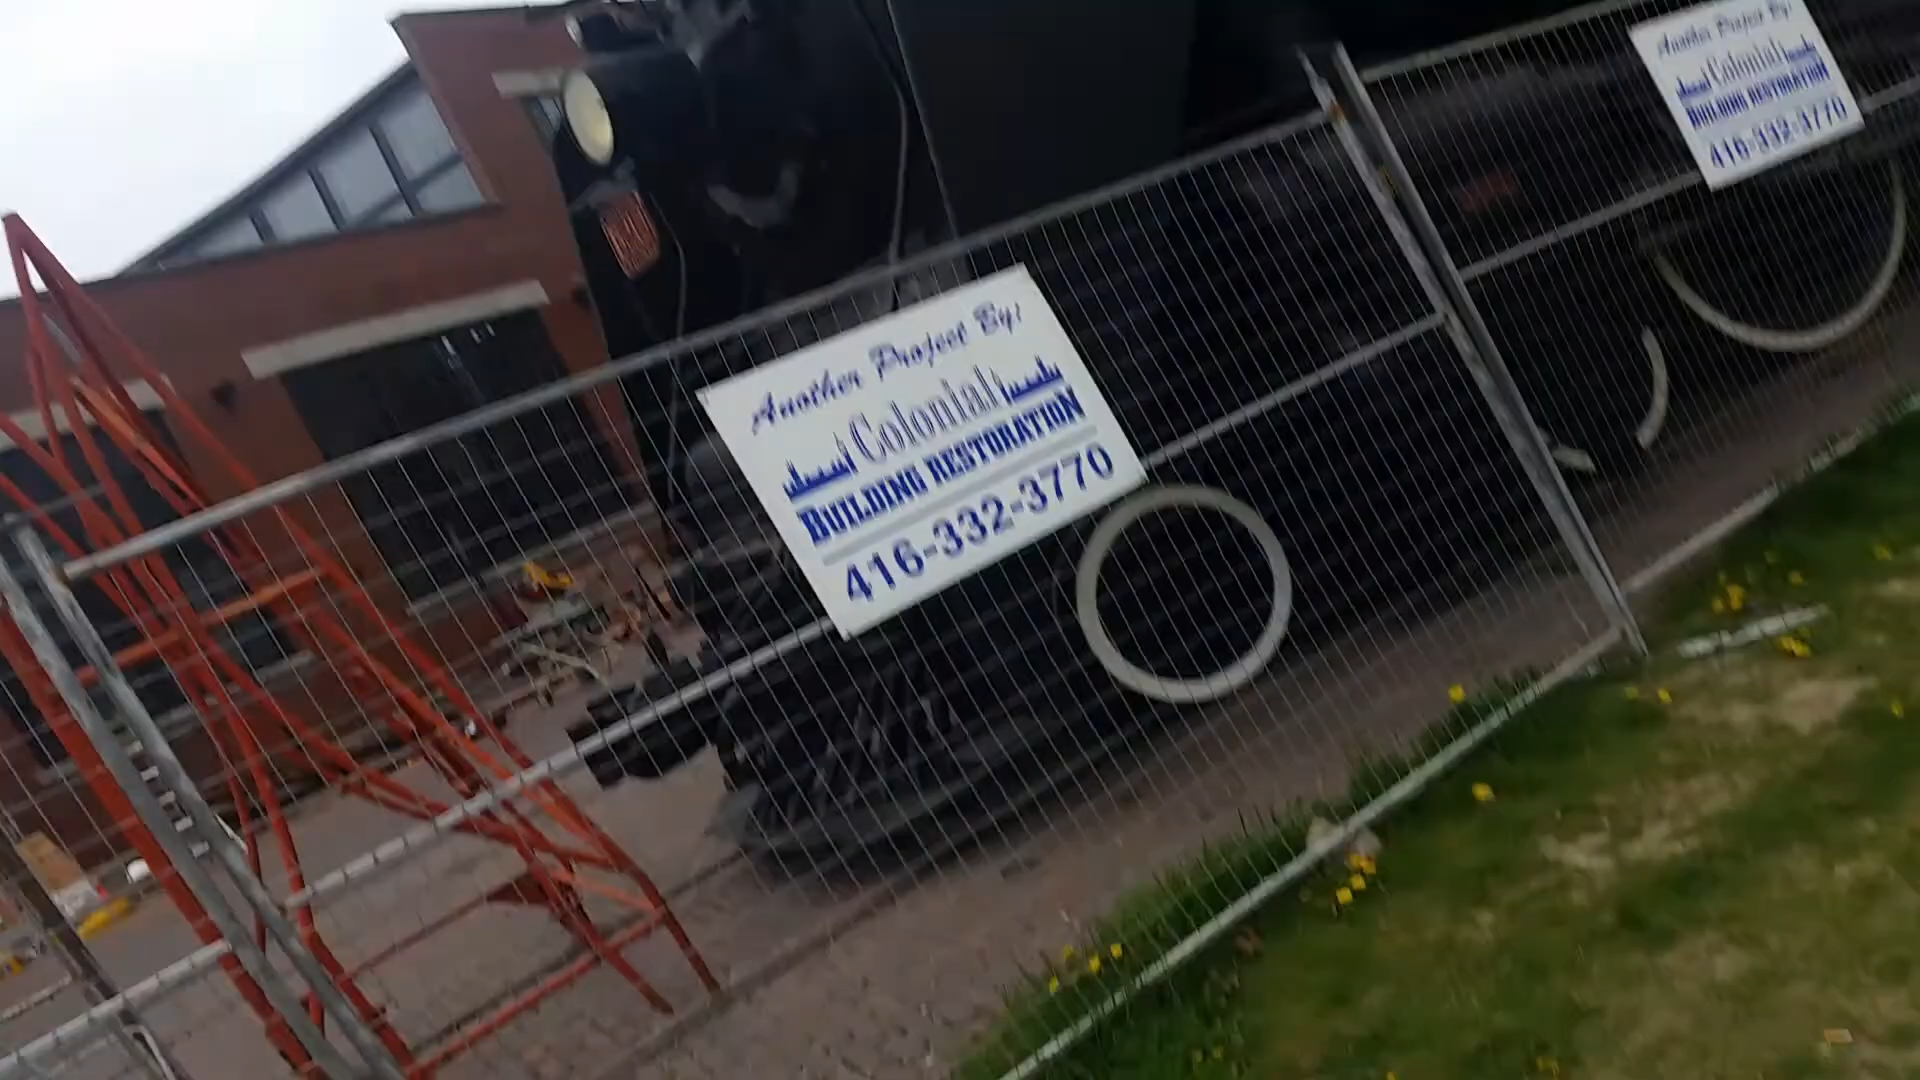 Another Project By:
Colonial
BUILDING RESTORATION
416-332-3770
Another Project By:
Colonial
BUILDING RESTORATION
416-332-3770